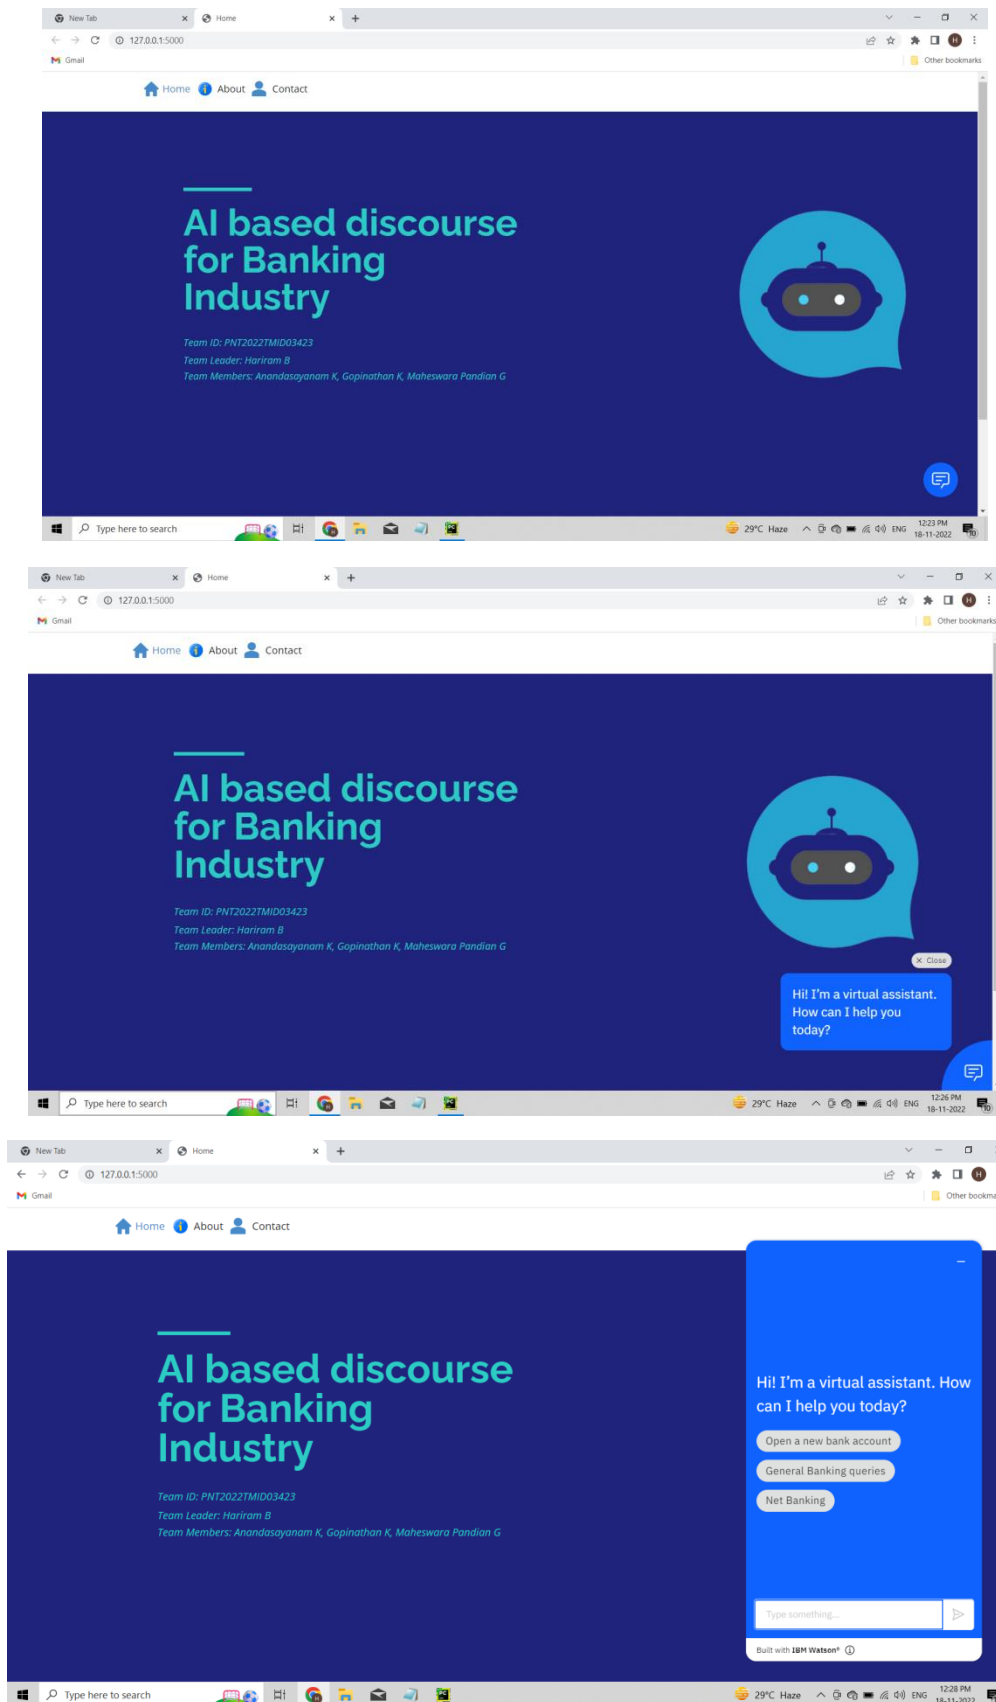 New Tab
Home
127.0.0.1:5000
Gmail
Other bookmarks
Home
About
Contact
AI based discourse
for Banking
Industry
Team ID: PNT2022TMID03423
Team Leader: Hariram B
Team Members: Anandasayanam K, Gopinathan K, Maheswara Pandian G
Type here to search
29°C Haze
ENG
12:23 PM
18-11-2022
New Tab
Home
127.0.0.1:5000
Gmail
Other bookmarks
Home
About
Contact
AI based discourse
for Banking
Industry
Team ID: PNT2022TMID03423
Team Leader: Hariram B
Team Members: Anandasayanam K, Gopinathan K, Maheswara Pandian G
Close
Hi! I'm a virtual assistant.
How can I help you
today?
Type here to search
29°C Haze
ENG
12:26 PM
18-11-2022
New Tab
Home
127.0.0.1:5000
Gmail
Other bookma
Home
About
Contact
AI based discourse
for Banking
Industry
Team ID: PNT2022TMID03423
Team Leader: Hariram B
Team Members: Anandasayanam K, Gopinathan K, Maheswara Pandian G
Hi! I'm a virtual assistant. How
can I help you today?
Open a new bank account
General Banking queries
Net Banking
Type something...
Built with IBM Watson®
Type here to search
29°C Haze
ENG
12:28 PM
18-11-2022